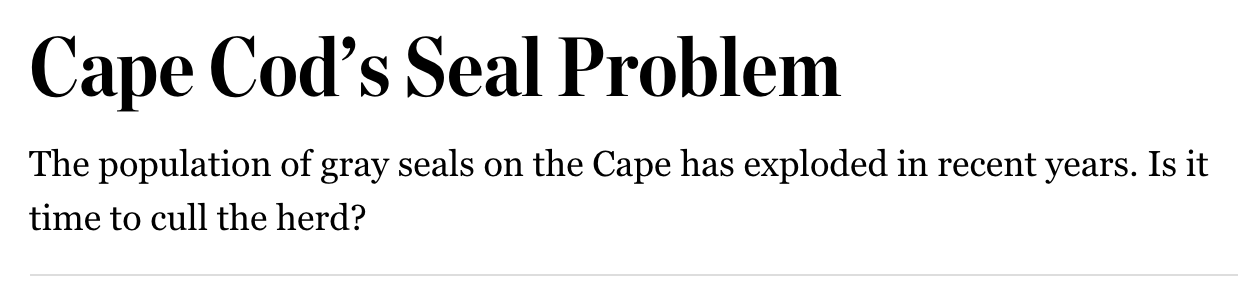 Cape Cod’s Seal Problem
The population of gray seals on the Cape has exploded in recent years. Is it
time to cull the herd?